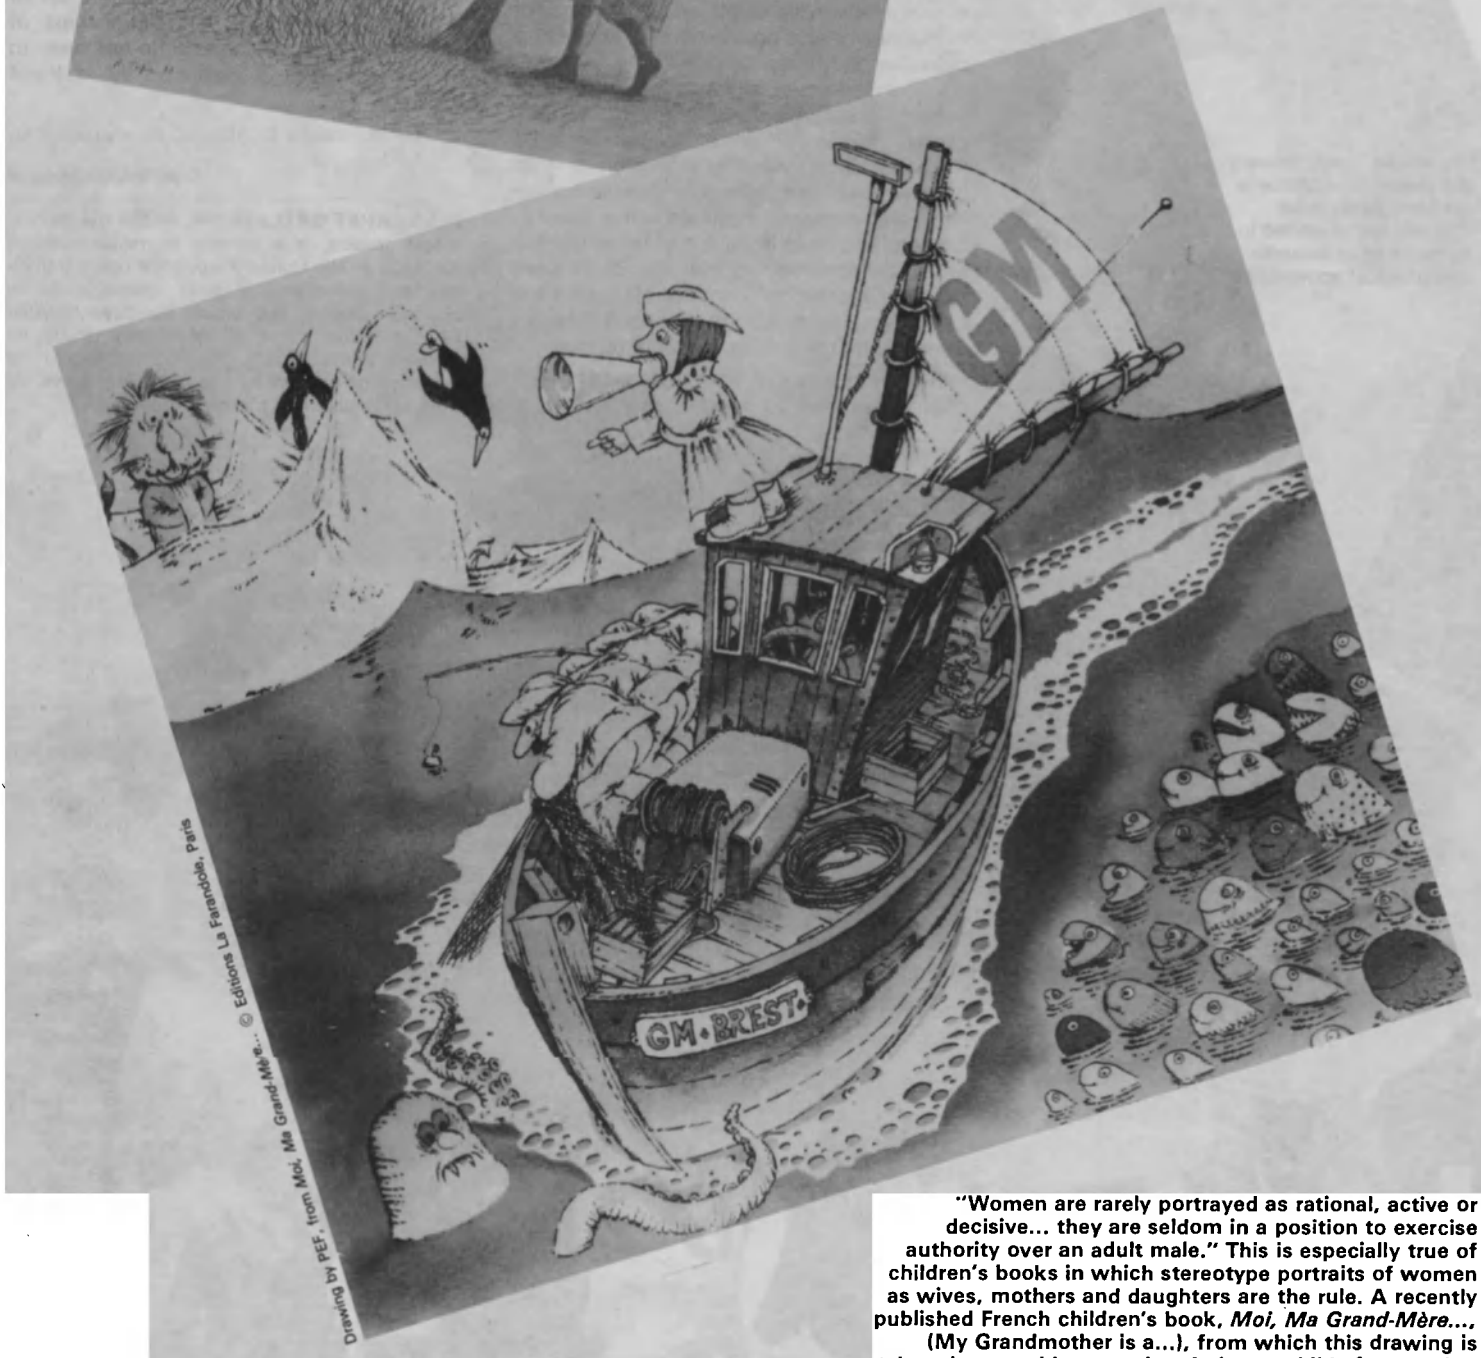 GM
GM • BREST
Drawing by PEF, from Moi, Ma Grand-Mère... © Editions La Farandole, Paris
"Women are rarely portrayed as rational, active or
decisive... they are seldom in a position to exercise
authority over an adult male." This is especially true of
children's books in which stereotype portraits of women
as wives, mothers and daughters are the rule. A recently
published French children's book, Moi, Ma Grand-Mère...,
(My Grandmother is a...), from which this drawing is